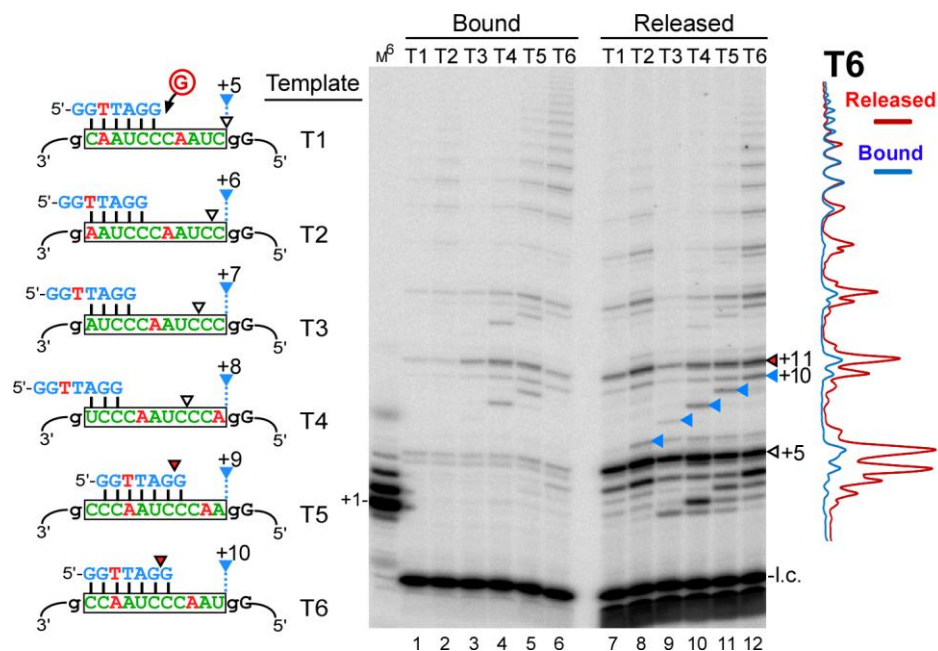 Bound Released
Template M6 T1 T2 T3 T4 T5 T6 T1 T2 T3 T4 T5 T6
T6
Released
Bound
G +5
5'-GGTTAGG
gCAAUCCCAAUCgG T1
3' 5'
+6
5'-GGTTAGG
gAAUCCCAAUCCgG T2
3' 5'
+7
5'-GGTTAGG
gAUCCCAAUCCCgG T3
3' 5'
+8
5'-GGTTAGG
gUCCCAAUCCCAgG T4
3' 5'
+9
5'-GGTTAGG
gCCCAAUCCCAAgG T5
3' 5'
+10
5'-GGTTAGG
gCCAAUCCCAAUgG T6
3' 5'
+1-
+11
+10
+5
-l.c.
1 2 3 4 5 6 7 8 9 10 11 12